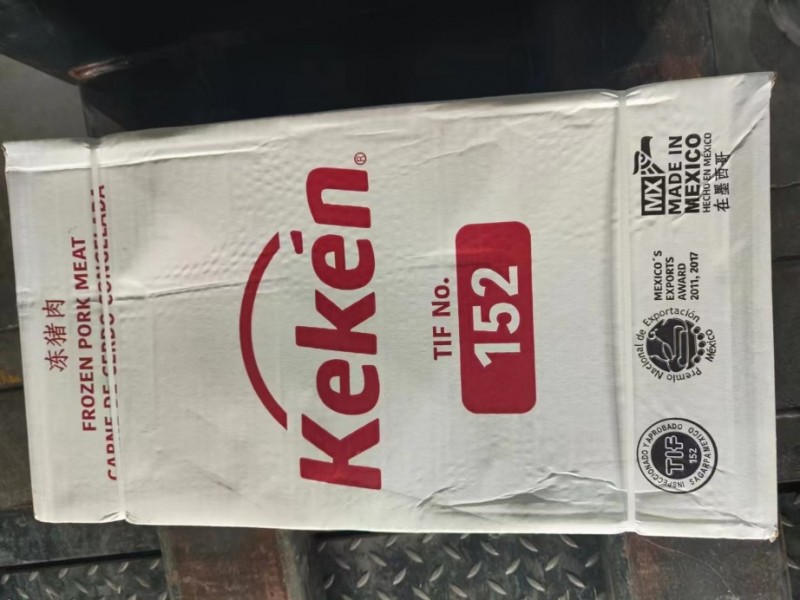 冻猪肉
FROZEN PORK MEAT
CARNE DE CERDO CONGELADA
Kekén®
TIF No.
152
INSPECCIONADO Y APROBADO
TIF
152
SAGARPA MEXICO
Premio Nacional de Exportación
México
MEXICO'S
EXPORTS
AWARD
2011, 2017
MX
MADE IN
MEXICO
HECHO EN MÉXICO
在墨西哥